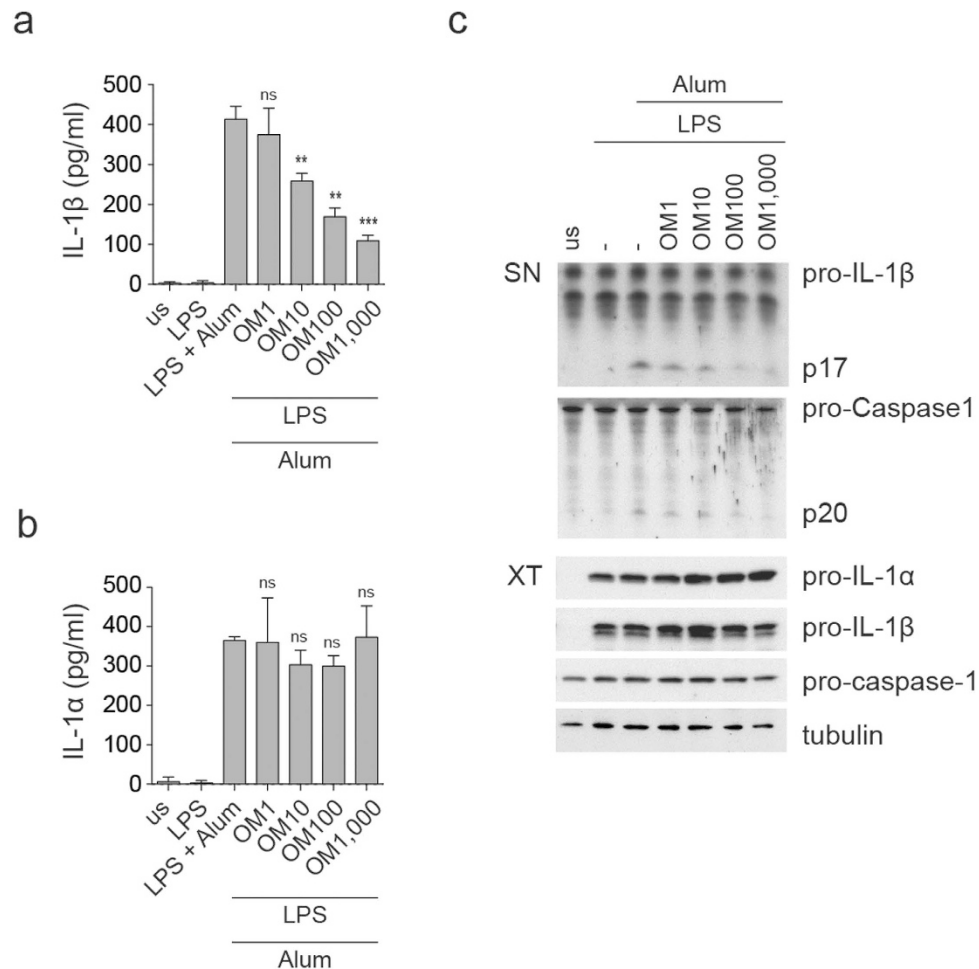 a
IL-1β (pg/ml)
500
400
300
200
100
0
ns
**
**
***
us
LPS
LPS + Alum
OM1
OM10
OM100
OM1,000
LPS
Alum
b
IL-1α (pg/ml)
500
400
300
300
100
0
ns
ns
ns
ns
us
LPS
LPS + Alum
OM1
OM10
OM100
OM1,000
LPS
Alum
c
Alum
LPS
us
-
-
OM1
OM10
OM100
OM1,000
SN
pro-IL-1β
p17
pro-Caspase1
p20
XT
pro-IL-1α
pro-IL-1β
pro-caspase-1
tubulin